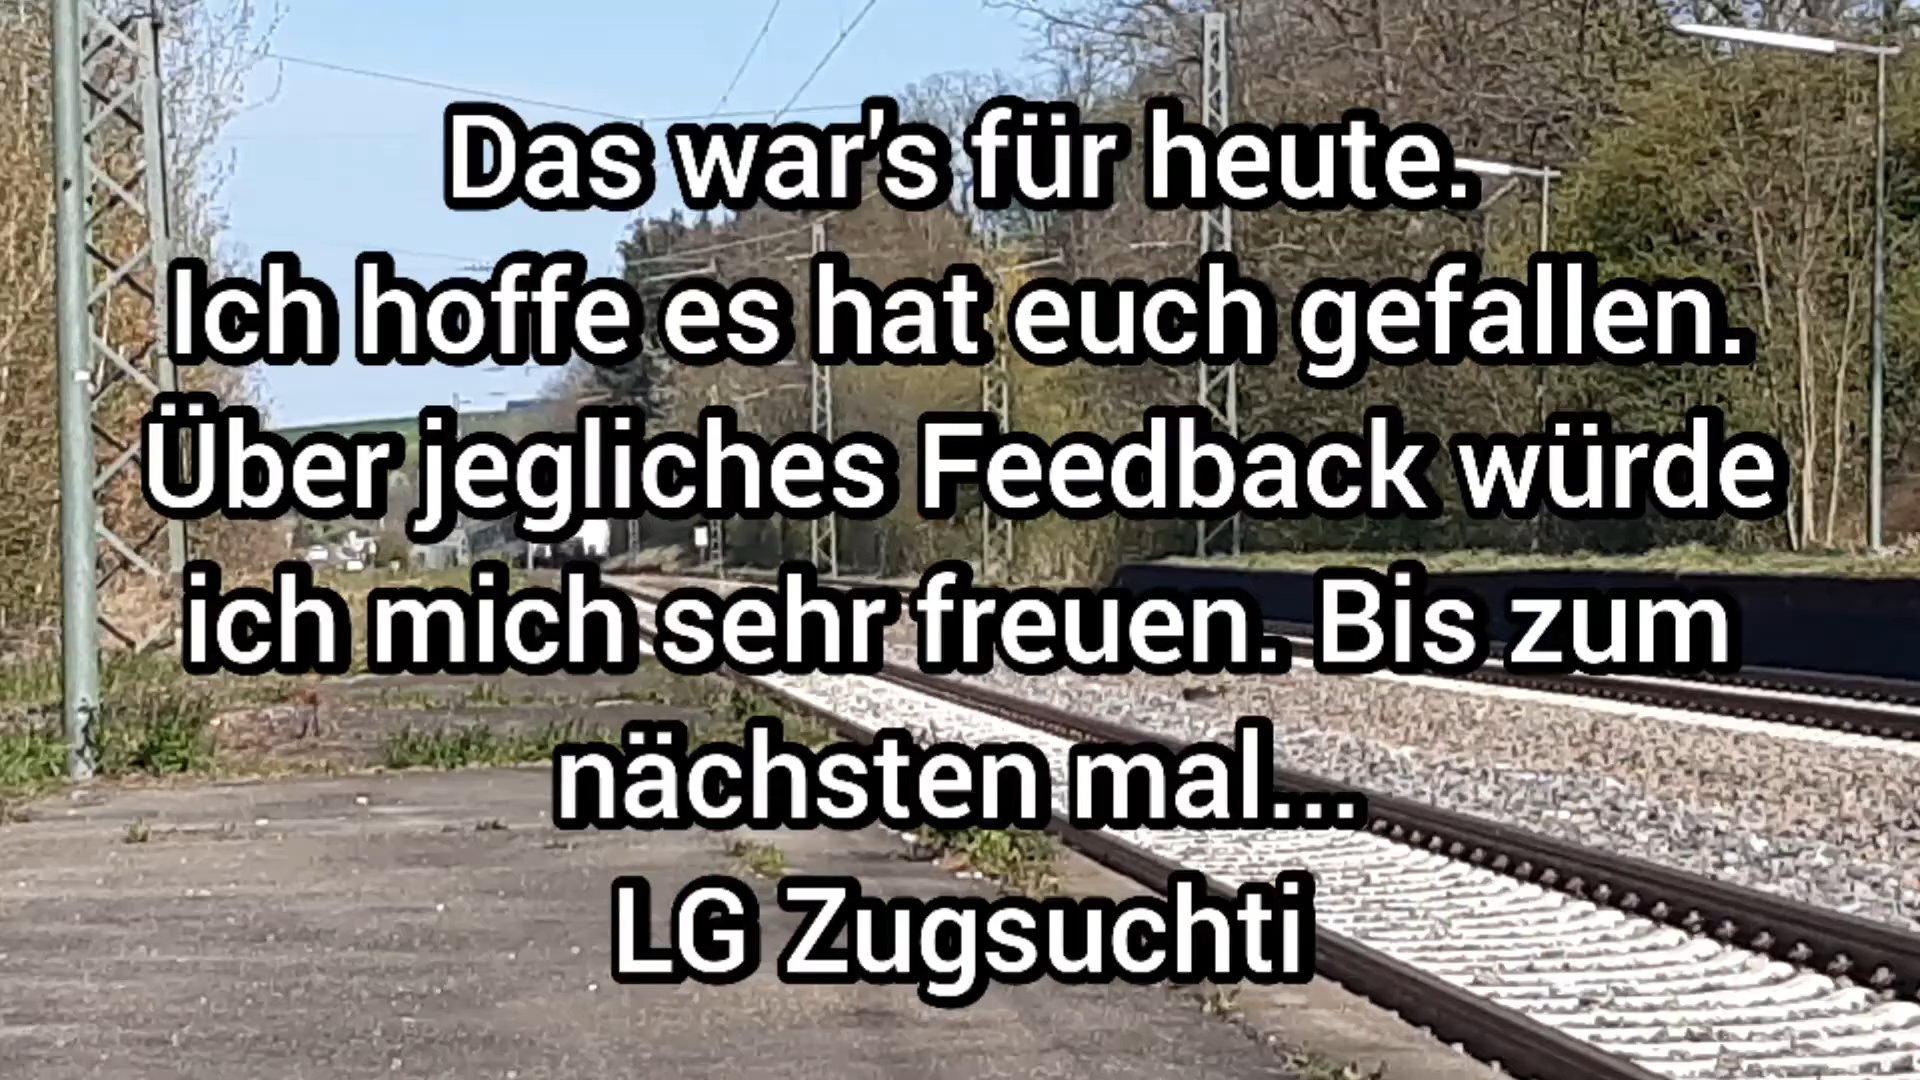 Das war's für heute.
Ich hoffe es hat euch gefallen.
Über jegliches Feedback würde
ich mich sehr freuen. Bis zum
nächsten mal...
LG Zugsuchti